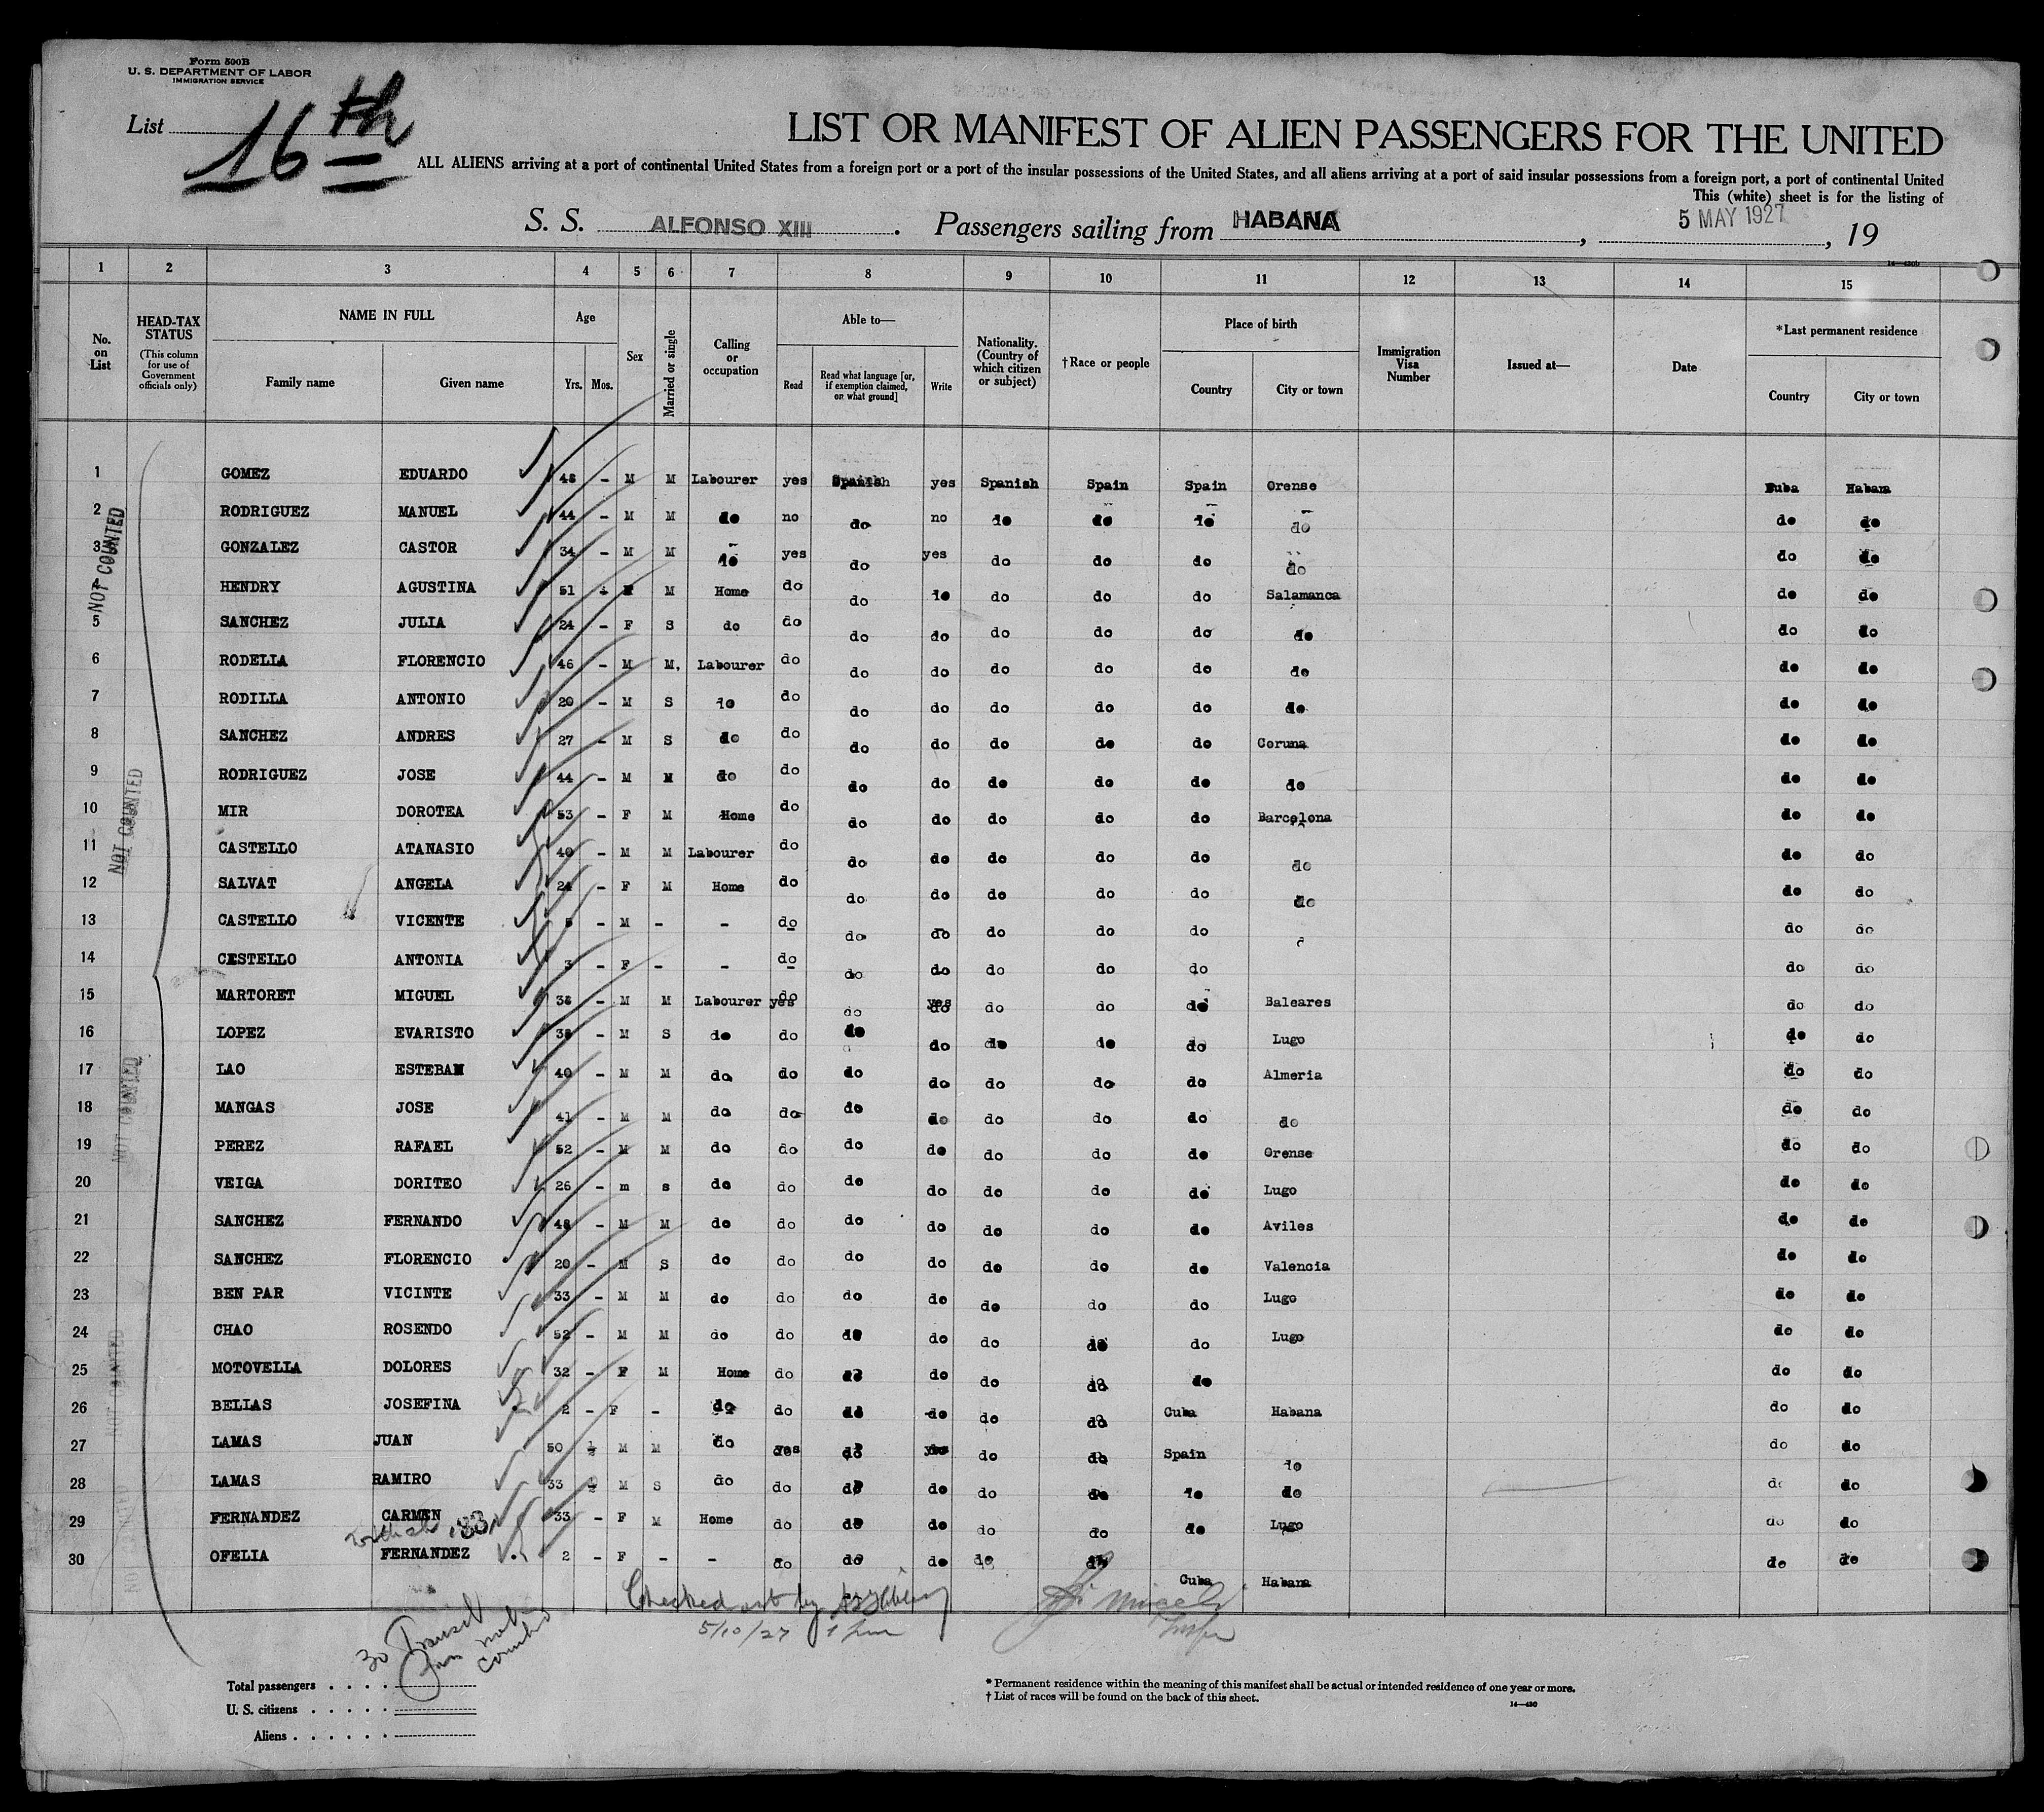 Form 500B
U. S. DEPARTMENT OF LABOR
IMMIGRATION SERVICE
List 16th
LIST OR MANIFEST OF ALIEN PASSENGERS FOR THE UNITED
ALL ALIENS arriving at a port of continental United States from a foreign port or a port of the insular possessions of the United States, and all aliens arriving at a port of said insular possessions from a foreign port, a port of continental United
This (white) sheet is for the listing of
S. S. ALFONSO XIII. Passengers sailing from HABANA, 5 MAY 1927, 19
1 2 3 4 5 6 7 8 9 10 11 12 13 14 15
No. on List
HEAD-TAX STATUS (This column for use of Government officials only)
NAME IN FULL Family name Given name
Age Yrs. Mos.
Sex
Married or single
Calling or occupation
Able to— Read Read what language [or, if exemption claimed, on what ground] Write
Nationality. (Country of which citizen or subject)
†Race or people
Place of birth Country City or town
Immigration Visa Number
Issued at—
Date
*Last permanent residence Country City or town
1 GOMEZ EDUARDO 48 - M M Labourer yes Spanish yes Spanish Spain Spain Orense Cuba Habana
2 RODRIGUEZ MANUEL 44 - M M do no do no do do do do do do
3 GONZALEZ CASTOR 34 - M M do yes do yes do do do do do do
4 HENDRY AGUSTINA 51 M Home do do do do do do Salamanca do do
5 SANCHEZ JULIA 24 - F S do do do do do do do do do do
6 RODELIA FLORENCIO 46 - M M. Labourer do do do do do do do do do
7 RODILLA ANTONIO 20 - M S do do do do do do do do do do
8 SANCHEZ ANDRES 27 - M S do do do do do do do Coruna do do
9 RODRIGUEZ JOSE 44 - M M do do do do do do do do do do
10 MIR DOROTEA 53 - F M Home do do do do do do Barcelona do do
11 CASTELLO ATANASIO 40 - M M Labourer do do do do do do do do do
12 SALVAT ANGELA 24 - F M Home do do do do do do do do do
13 CASTELLO VICENTE - M - - do do do do do do do do
14 CESTELLO ANTONIA 3 - F - - do do do do do do do do
15 MARTORET MIGUEL 38 - M M Labourer yes do yes do do do Baleares do do
16 LOPEZ EVARISTO 38 - M S do do do do do do do Lugo do do
17 LAO ESTEBAN 40 - M M do do do do do do do Almeria do do
18 MANGAS JOSE 41 - M M do do do do do do do do do do
19 PEREZ RAFAEL 52 - M M do do do do do do do Orense do do
20 VEIGA DORITEO 26 - m s do do do do do do do Lugo do do
21 SANCHEZ FERNANDO 48 - M M do do do do do do do Aviles do do
22 SANCHEZ FLORENCIO 20 - M S do do do do do do do Valencia do do
23 BEN PAR VICINTE 33 - M M do do do do do do do Lugo do do
24 CHAO ROSENDO 52 - M M do do do do do do do Lugo do do
25 MOTOVELLA DOLORES 32 - F M Home do do do do do do do do
26 BELLAS JOSEFINA 2 - F - do do do do do do Cuba Habana do do
27 LAMAS JUAN 50 M M do yes do yes do do Spain do do do
28 LAMAS RAMIRO 33 M S do do do do do do do do do do
29 FERNANDEZ CARMEN 33 - F M Home do do do do do do Lugo do do
30 OFELIA FERNANDEZ 2 - F - - do do do do do Cuba Habana do do
NOT COUNTED
NOT COUNTED
NOT COUNTED
NOT COUNTED
NOT COUNTED
Checked out by
5/10/27 1 pm
30 Transit
not counted
Total passengers
U. S. citizens
Aliens
* Permanent residence within the meaning of this manifest shall be actual or intended residence of one year or more.
† List of races will be found on the back of this sheet.
14—430